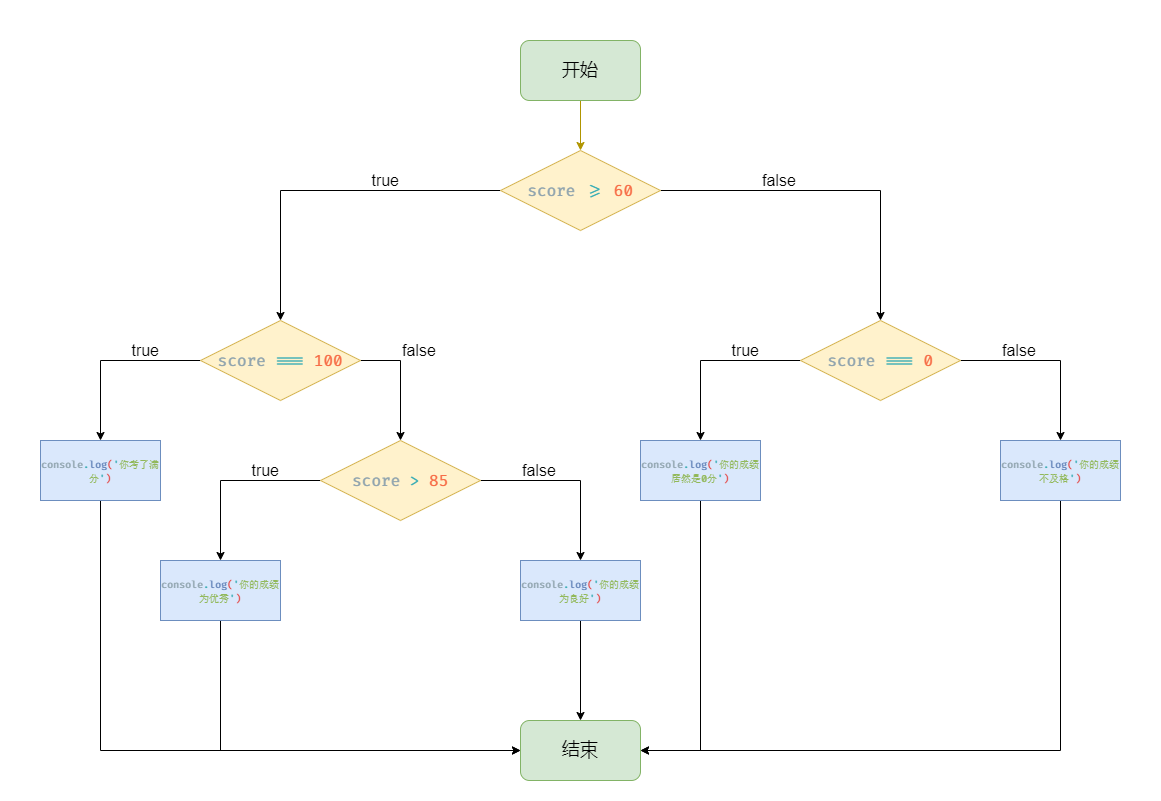 开始
score >= 60
true
false
score === 100
true
false
score === 0
true
false
console.log('你考了满
分')
score > 85
true
false
console.log('你的成绩
居然是0分')
console.log('你的成绩
不及格')
console.log('你的成绩
为优秀')
console.log('你的成绩
为良好')
结束